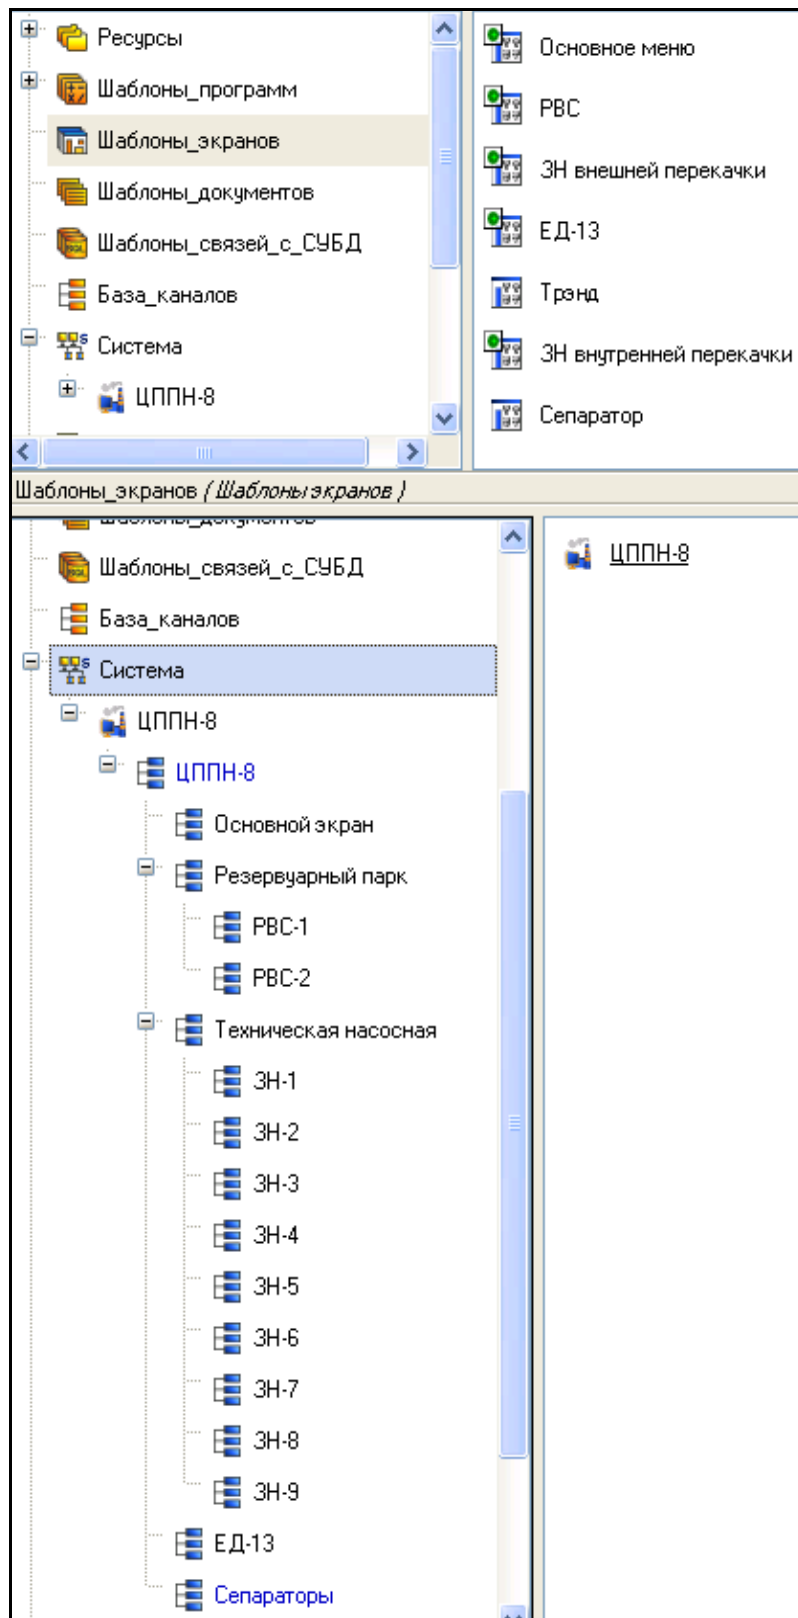 Ресурсы
Шаблоны_программ
Шаблоны_экранов
Шаблоны_документов
Шаблоны_связей_с_СУБД
База_каналов
Система
ЦППН-8
Основное меню
РВС
ЗН внешней перекачки
ЕД-13
Трэнд
ЗН внутренней перекачки
Сепаратор
Шаблоны_экранов ( Шаблоны экранов )
Шаблоны_документов
Шаблоны_связей_с_СУБД
База_каналов
Система
ЦППН-8
ЦППН-8
Основной экран
Резервуарный парк
РВС-1
РВС-2
Техническая насосная
ЗН-1
ЗН-2
ЗН-3
ЗН-4
ЗН-5
ЗН-6
ЗН-7
ЗН-8
ЗН-9
ЕД-13
Сепараторы
ЦППН-8